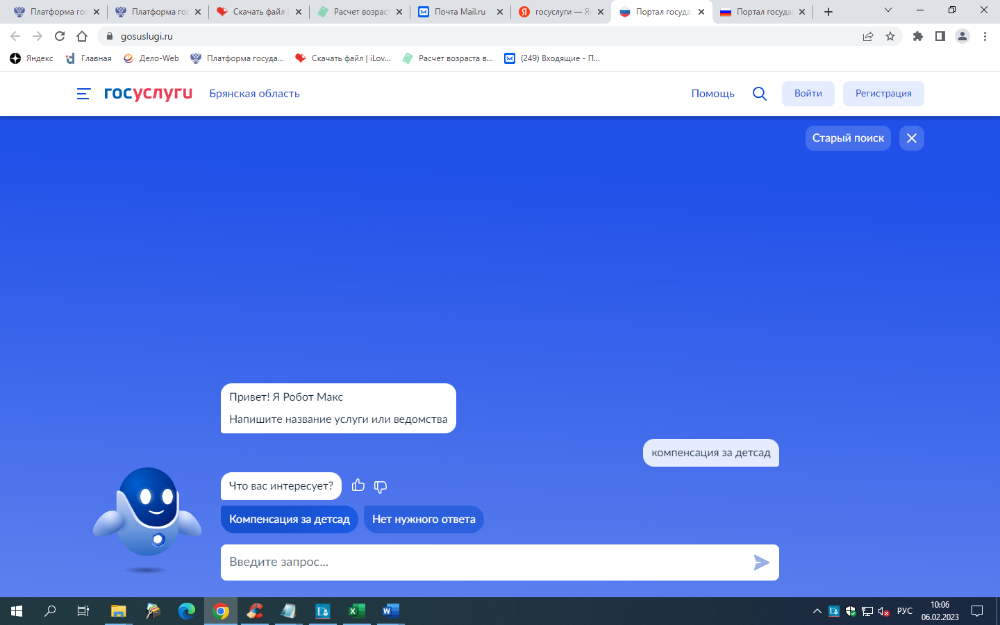 Платформа гос
Платформа гос
Скачать файл |
Расчет возраст
Почта Mail.ru
госуслуги — Я
Портал государ
Портал государ
gosuslugi.ru
Яндекс
Главная
Дело-Web
Платформа госуда...
Скачать файл | iLov...
Расчет возраста в...
(249) Входящие - П...
госуслуги
Брянская область
Помощь
Войти
Регистрация
Старый поиск
Привет! Я Робот Макс
Напишите название услуги или ведомства
компенсация за детсад
Что вас интересует?
Компенсация за детсад
Нет нужного ответа
Введите запрос...
РУС
10:06
06.02.2023